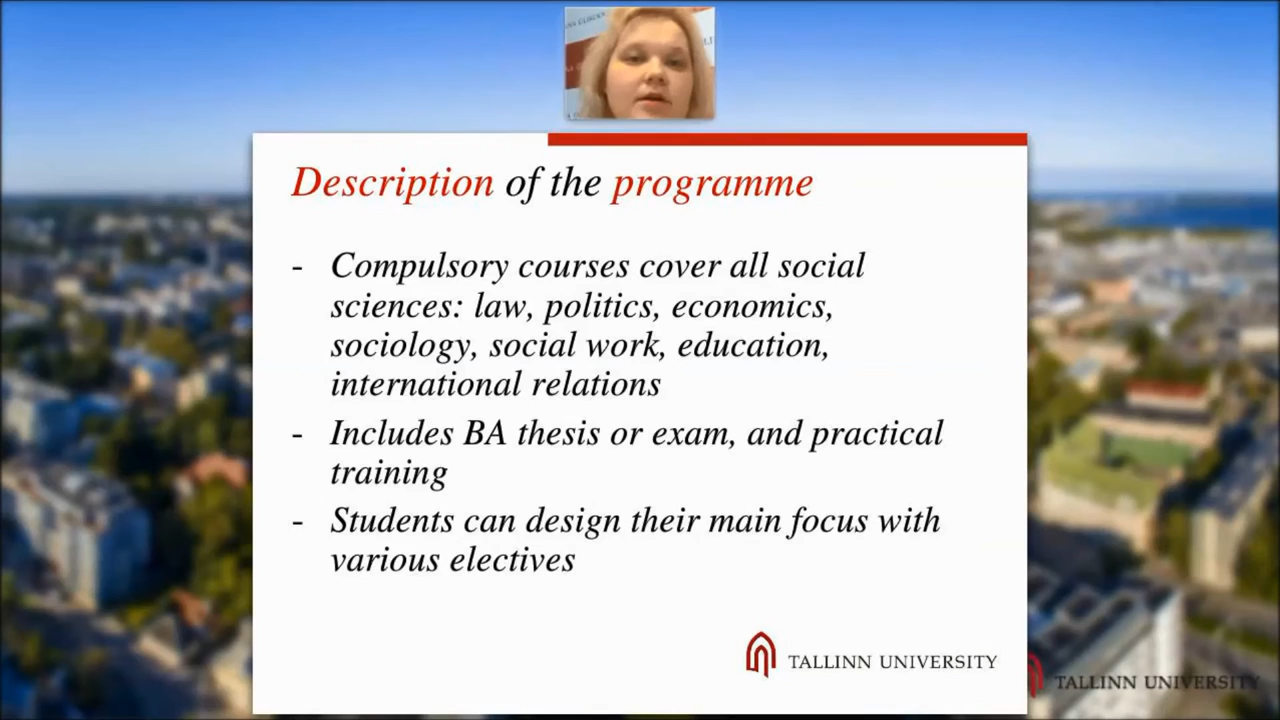 Description of the programme
- Compulsory courses cover all social
sciences: law, politics, economics,
sociology, social work, education,
international relations
- Includes BA thesis or exam, and practical
training
- Students can design their main focus with
various electives
TALLINN UNIVERSITY
TALLINN UNIVERSITY